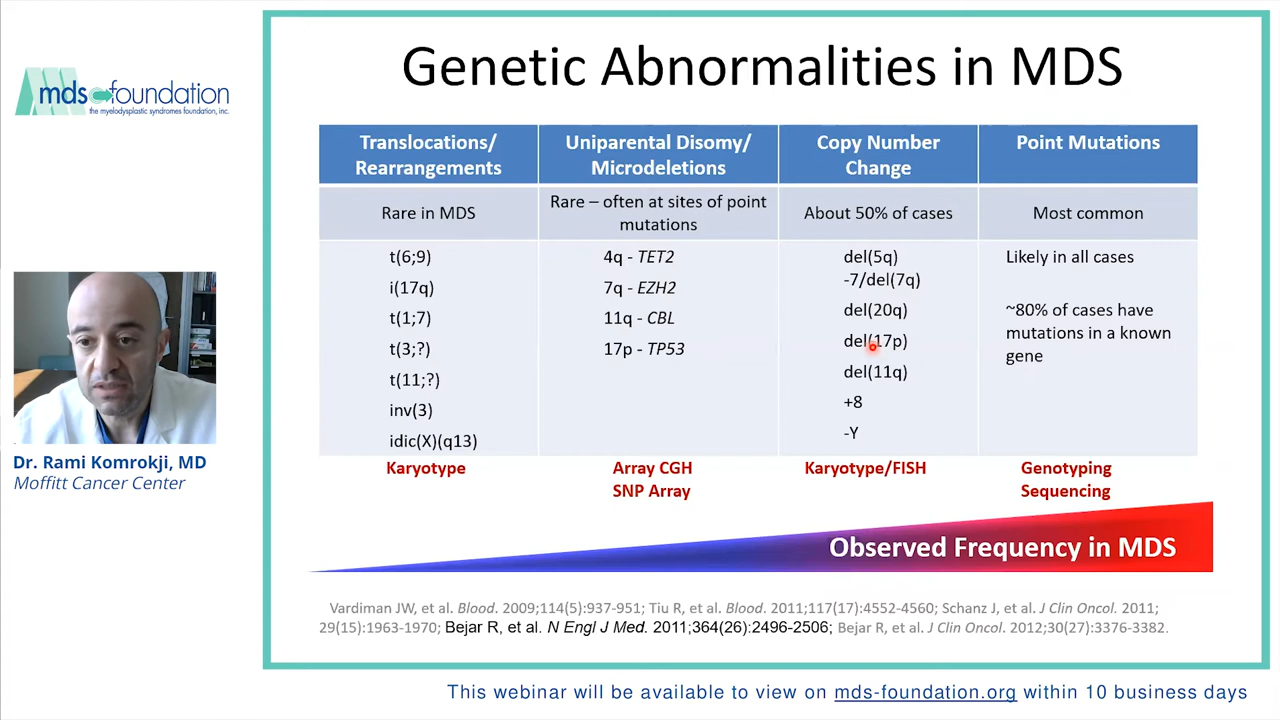 mds foundation
the myelodysplastic syndromes foundation, inc.
Dr. Rami Komrokji, MD
Moffitt Cancer Center
Genetic Abnormalities in MDS
Translocations/
Rearrangements
Rare in MDS
t(6;9)
i(17q)
t(1;7)
t(3;?)
t(11;?)
inv(3)
idic(X)(q13)
Karyotype
Uniparental Disomy/
Microdeletions
Rare – often at sites of point
mutations
4q - TET2
7q - EZH2
11q - CBL
17p - TP53
Array CGH
SNP Array
Copy Number
Change
About 50% of cases
del(5q)
-7/del(7q)
del(20q)
del(17p)
del(11q)
+8
-Y
Karyotype/FISH
Point Mutations
Most common
Likely in all cases
~80% of cases have
mutations in a known
gene
Genotyping
Sequencing
Observed Frequency in MDS
Vardiman JW, et al. Blood. 2009;114(5):937-951; Tiu R, et al. Blood. 2011;117(17):4552-4560; Schanz J, et al. J Clin Oncol. 2011;
29(15):1963-1970; Bejar R, et al. N Engl J Med. 2011;364(26):2496-2506; Bejar R, et al. J Clin Oncol. 2012;30(27):3376-3382.
This webinar will be available to view on mds-foundation.org within 10 business days